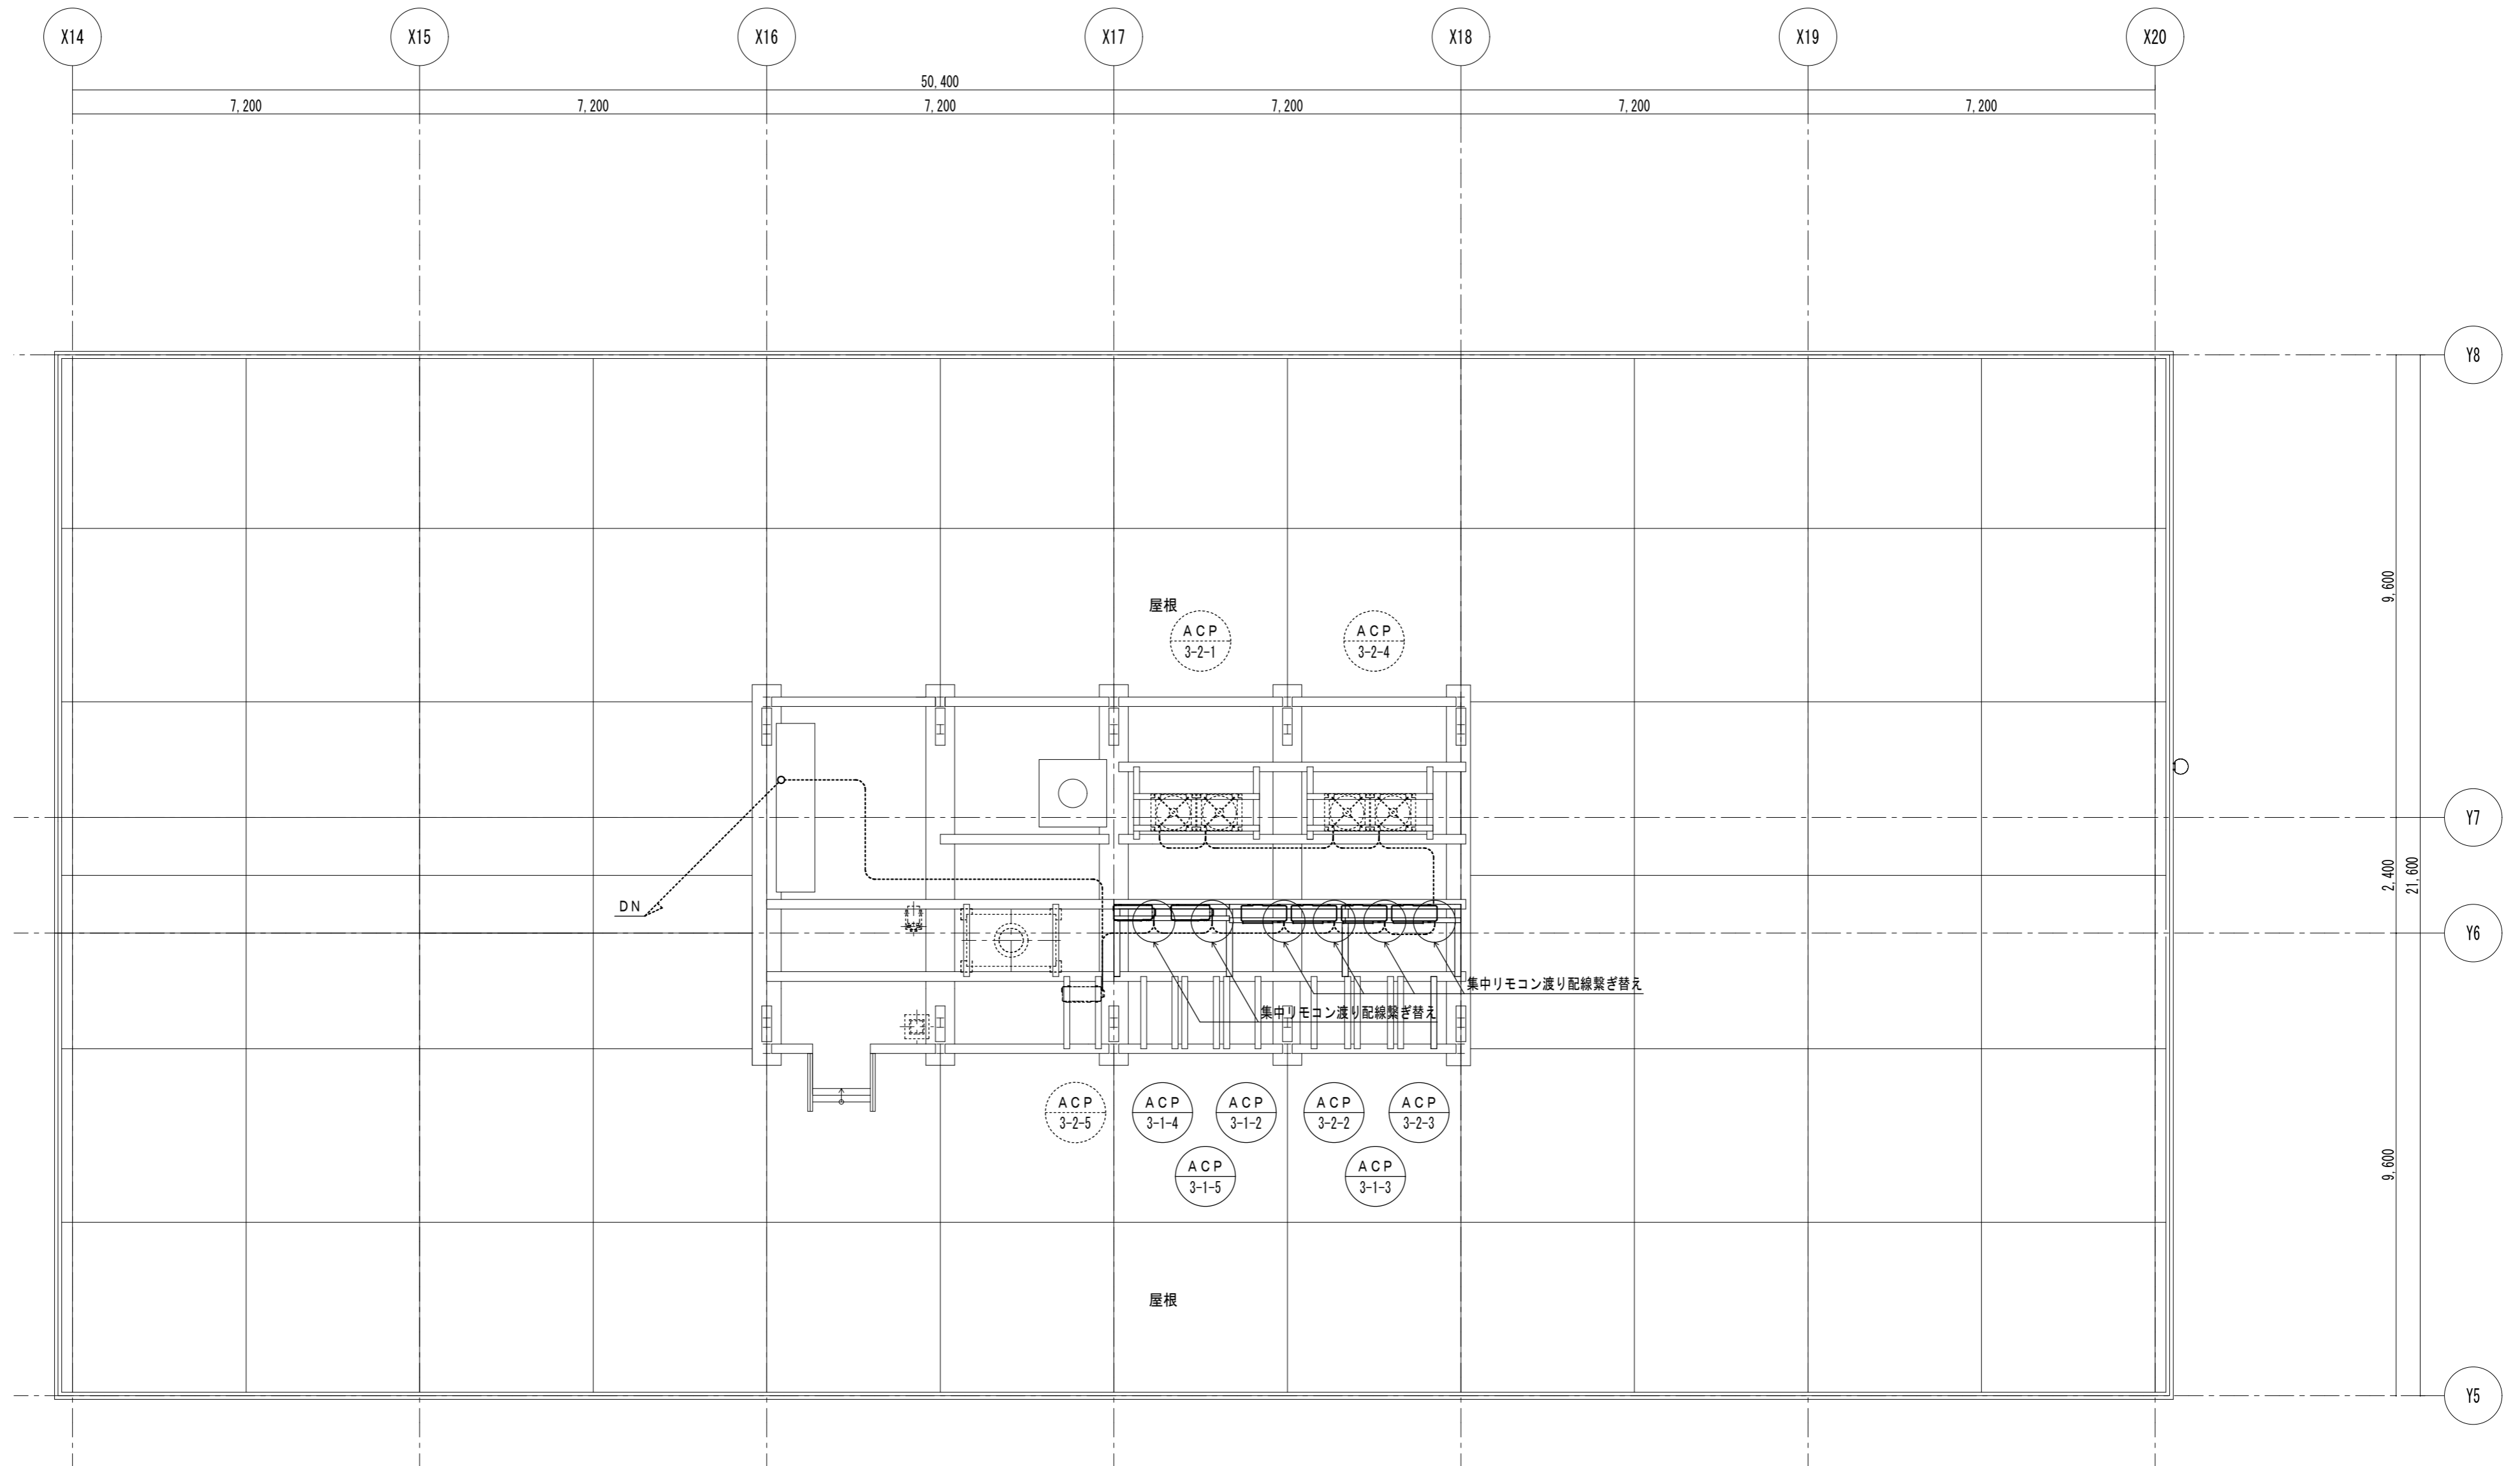 X14
X15
X16
X17
X18
X19
X20
50,400
7,200
7,200
7,200
7,200
7,200
7,200
Y8
9,600
屋根
ACP
3-2-1
ACP
3-2-4
Y7
2,400
21,600
DN
Y6
集中リモコン渡り配線繋ぎ替え
集中リモコン渡り配線繋ぎ替え
ACP
3-2-5
ACP
3-1-4
ACP
3-1-2
ACP
3-2-2
ACP
3-2-3
ACP
3-1-5
ACP
3-1-3
9,600
屋根
Y5